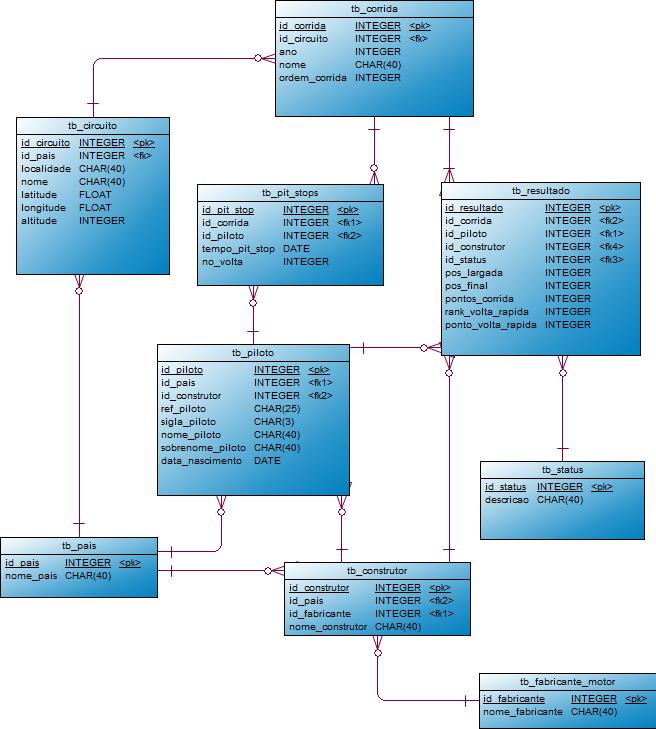 tb_corrida
id_corrida INTEGER <pk>
id_circuito INTEGER <fk>
ano INTEGER
nome CHAR(40)
ordem_corrida INTEGER
tb_circuito
id_circuito INTEGER <pk>
id_pais INTEGER <fk>
localidade CHAR(40)
nome CHAR(40)
latitude FLOAT
longitude FLOAT
altitude INTEGER
tb_pit_stops
id_pit_stop INTEGER <pk>
id_corrida INTEGER <fk1>
id_piloto INTEGER <fk2>
tempo_pit_stop DATE
no_volta INTEGER
tb_resultado
id_resultado INTEGER <pk>
id_corrida INTEGER <fk2>
id_piloto INTEGER <fk1>
id_construtor INTEGER <fk4>
id_status INTEGER <fk3>
pos_largada INTEGER
pos_final INTEGER
pontos_corrida INTEGER
rank_volta_rapida INTEGER
ponto_volta_rapida INTEGER
tb_piloto
id_piloto INTEGER <pk>
id_pais INTEGER <fk1>
id_construtor INTEGER <fk2>
ref_piloto CHAR(25)
sigla_piloto CHAR(3)
nome_piloto CHAR(40)
sobrenome_piloto CHAR(40)
data_nascimento DATE
tb_status
id_status INTEGER <pk>
descricao CHAR(40)
tb_pais
id_pais INTEGER <pk>
nome_pais CHAR(40)
tb_construtor
id_construtor INTEGER <pk>
id_pais INTEGER <fk2>
id_fabricante INTEGER <fk1>
nome_construtor CHAR(40)
tb_fabricante_motor
id_fabricante INTEGER <pk>
nome_fabricante CHAR(40)